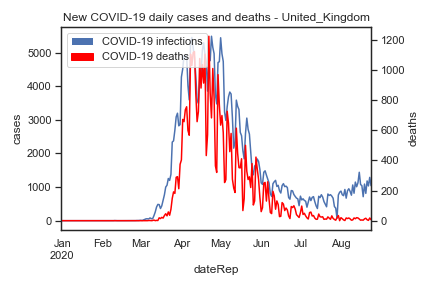 New COVID-19 daily cases and deaths - United_Kingdom
COVID-19 infections
COVID-19 deaths
5000
4000
3000
2000
1000
0
cases
1200
1000
800
600
400
200
0
deaths
Jan Feb Mar Apr May Jun Jul Aug
2020
dateRep